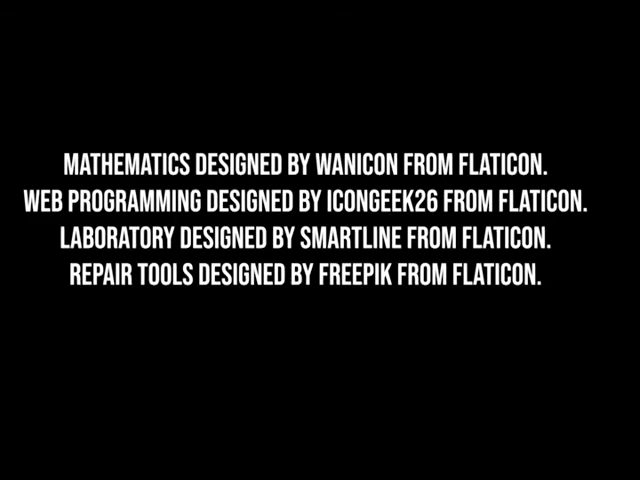 MATHEMATICS DESIGNED BY WANICON FROM FLATICON.
WEB PROGRAMMING DESIGNED BY ICONGEEK26 FROM FLATICON.
LABORATORY DESIGNED BY SMARTLINE FROM FLATICON.
REPAIR TOOLS DESIGNED BY FREEPIK FROM FLATICON.